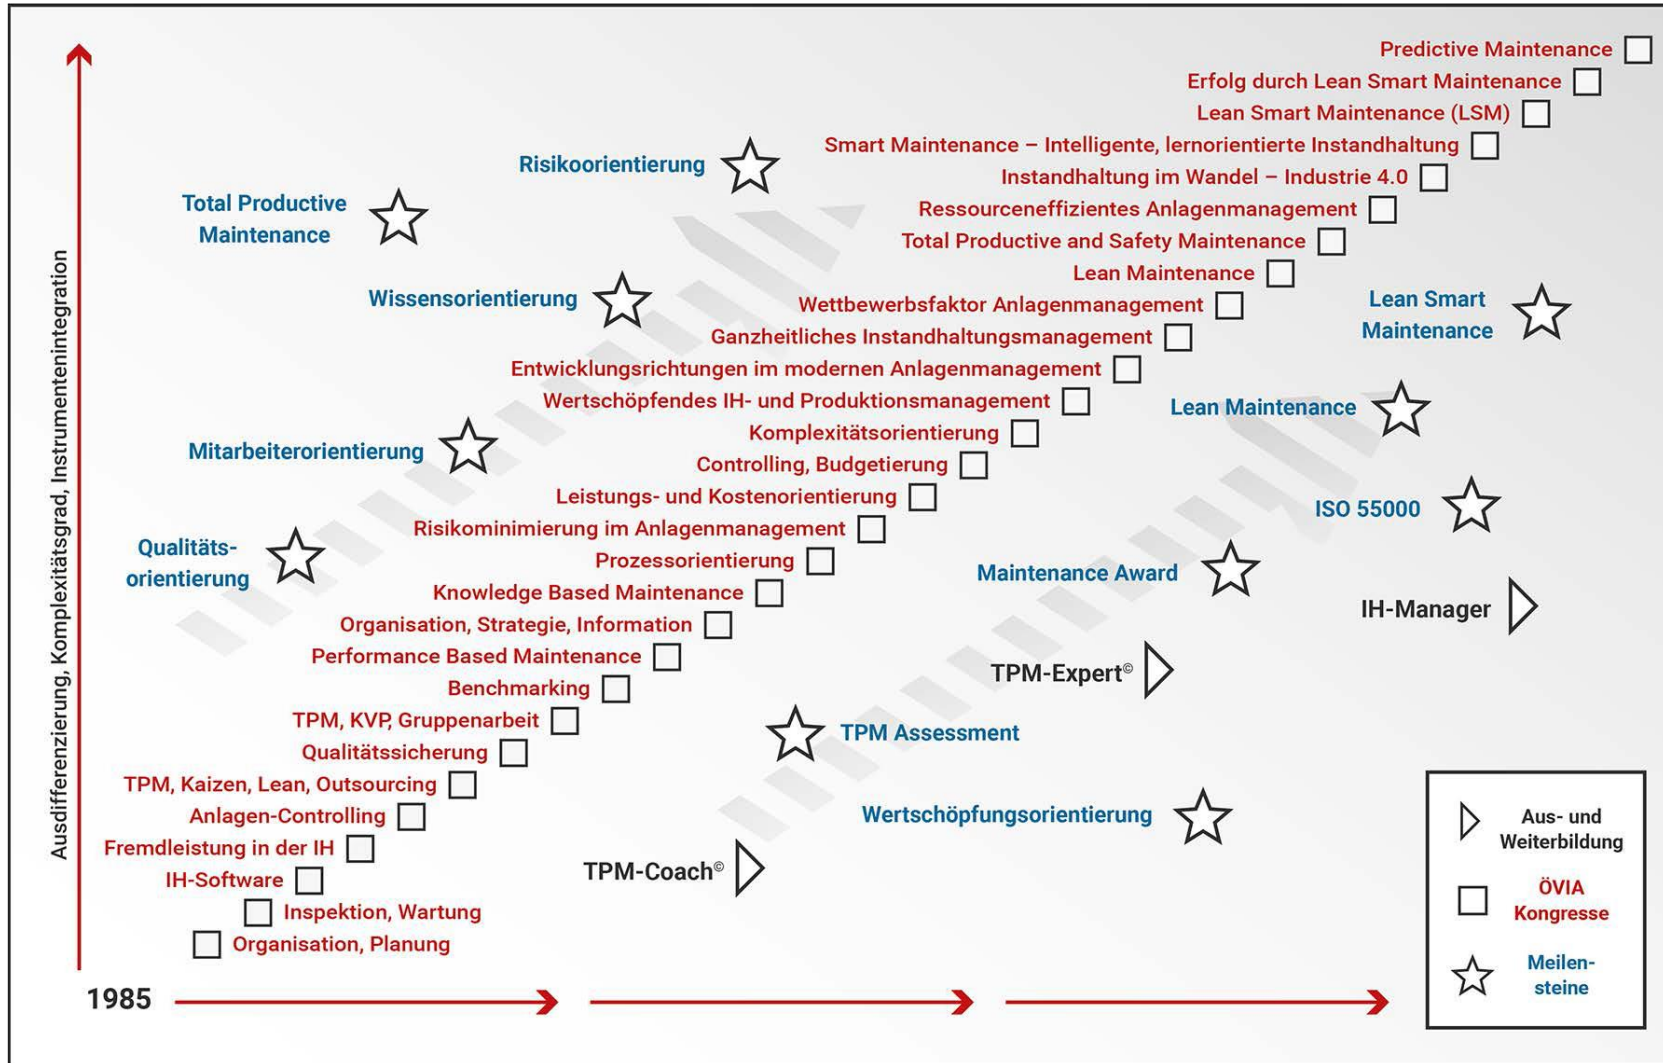 Predictive Maintenance
Erfolg durch Lean Smart Maintenance
Lean Smart Maintenance (LSM)
Smart Maintenance – Intelligente, lernorientierte Instandhaltung
Instandhaltung im Wandel – Industrie 4.0
Ressourceneffizientes Anlagenmanagement
Total Productive and Safety Maintenance
Lean Maintenance
Wettbewerbsfaktor Anlagenmanagement
Ganzheitliches Instandhaltungsmanagement
Entwicklungsrichtungen im modernen Anlagenmanagement
Wertschöpfendes IH- und Produktionsmanagement
Komplexitätsorientierung
Controlling, Budgetierung
Leistungs- und Kostenorientierung
Risikominimierung im Anlagenmanagement
Prozessorientierung
Knowledge Based Maintenance
Organisation, Strategie, Information
Performance Based Maintenance
Benchmarking
TPM, KVP, Gruppenarbeit
Qualitätssicherung
TPM, Kaizen, Lean, Outsourcing
Anlagen-Controlling
Fremdleistung in der IH
IH-Software
Inspektion, Wartung
Organisation, Planung
Risikoorientierung
Total Productive
Maintenance
Wissensorientierung
Mitarbeiterorientierung
Qualitäts-
orientierung
Lean Smart
Maintenance
Lean Maintenance
ISO 55000
Maintenance Award
IH-Manager
TPM-Expert©
TPM Assessment
Wertschöpfungsorientierung
TPM-Coach©
Ausdifferenzierung, Komplexitätsgrad, Instrumentenintegration
1985
Aus- und
Weiterbildung
ÖVIA
Kongresse
Meilen-
steine